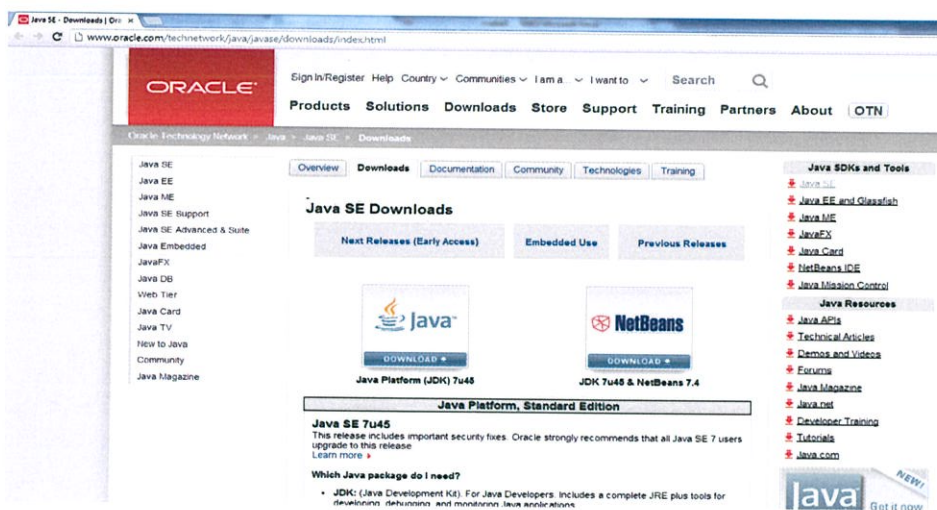 Java SE - Downloads | Ora
www.oracle.com/technetwork/java/javase/downloads/index.html
ORACLE
Sign In/Register Help Country Communities I am a... I want to Search
Products Solutions Downloads Store Support Training Partners About OTN
Oracle Technology Network > Java > Java SE > Downloads
Java SE
Java EE
Java ME
Java SE Support
Java SE Advanced & Suite
Java Embedded
JavaFX
Java DB
Web Tier
Java Card
Java TV
New to Java
Community
Java Magazine
Overview Downloads Documentation Community Technologies Training
Java SE Downloads
Next Releases (Early Access) Embedded Use Previous Releases
Java NetBeans
DOWNLOAD DOWNLOAD
Java Platform (JDK) 7u45 JDK 7u45 & NetBeans 7.4
Java Platform, Standard Edition
Java SE 7u45
This release includes important security fixes. Oracle strongly recommends that all Java SE 7 users
upgrade to this release
Learn more
Which Java package do I need?
• JDK: (Java Development Kit). For Java Developers. Includes a complete JRE plus tools for
developing, debugging, and monitoring Java applications.
Java SDKs and Tools
Java SE
Java EE and Glassfish
Java ME
JavaFX
Java Card
NetBeans IDE
Java Mission Control
Java Resources
Java APIs
Technical Articles
Demos and Videos
Forums
Java Magazine
Java.net
Developer Training
Tutorials
Java.com
NEW!
java Get it now